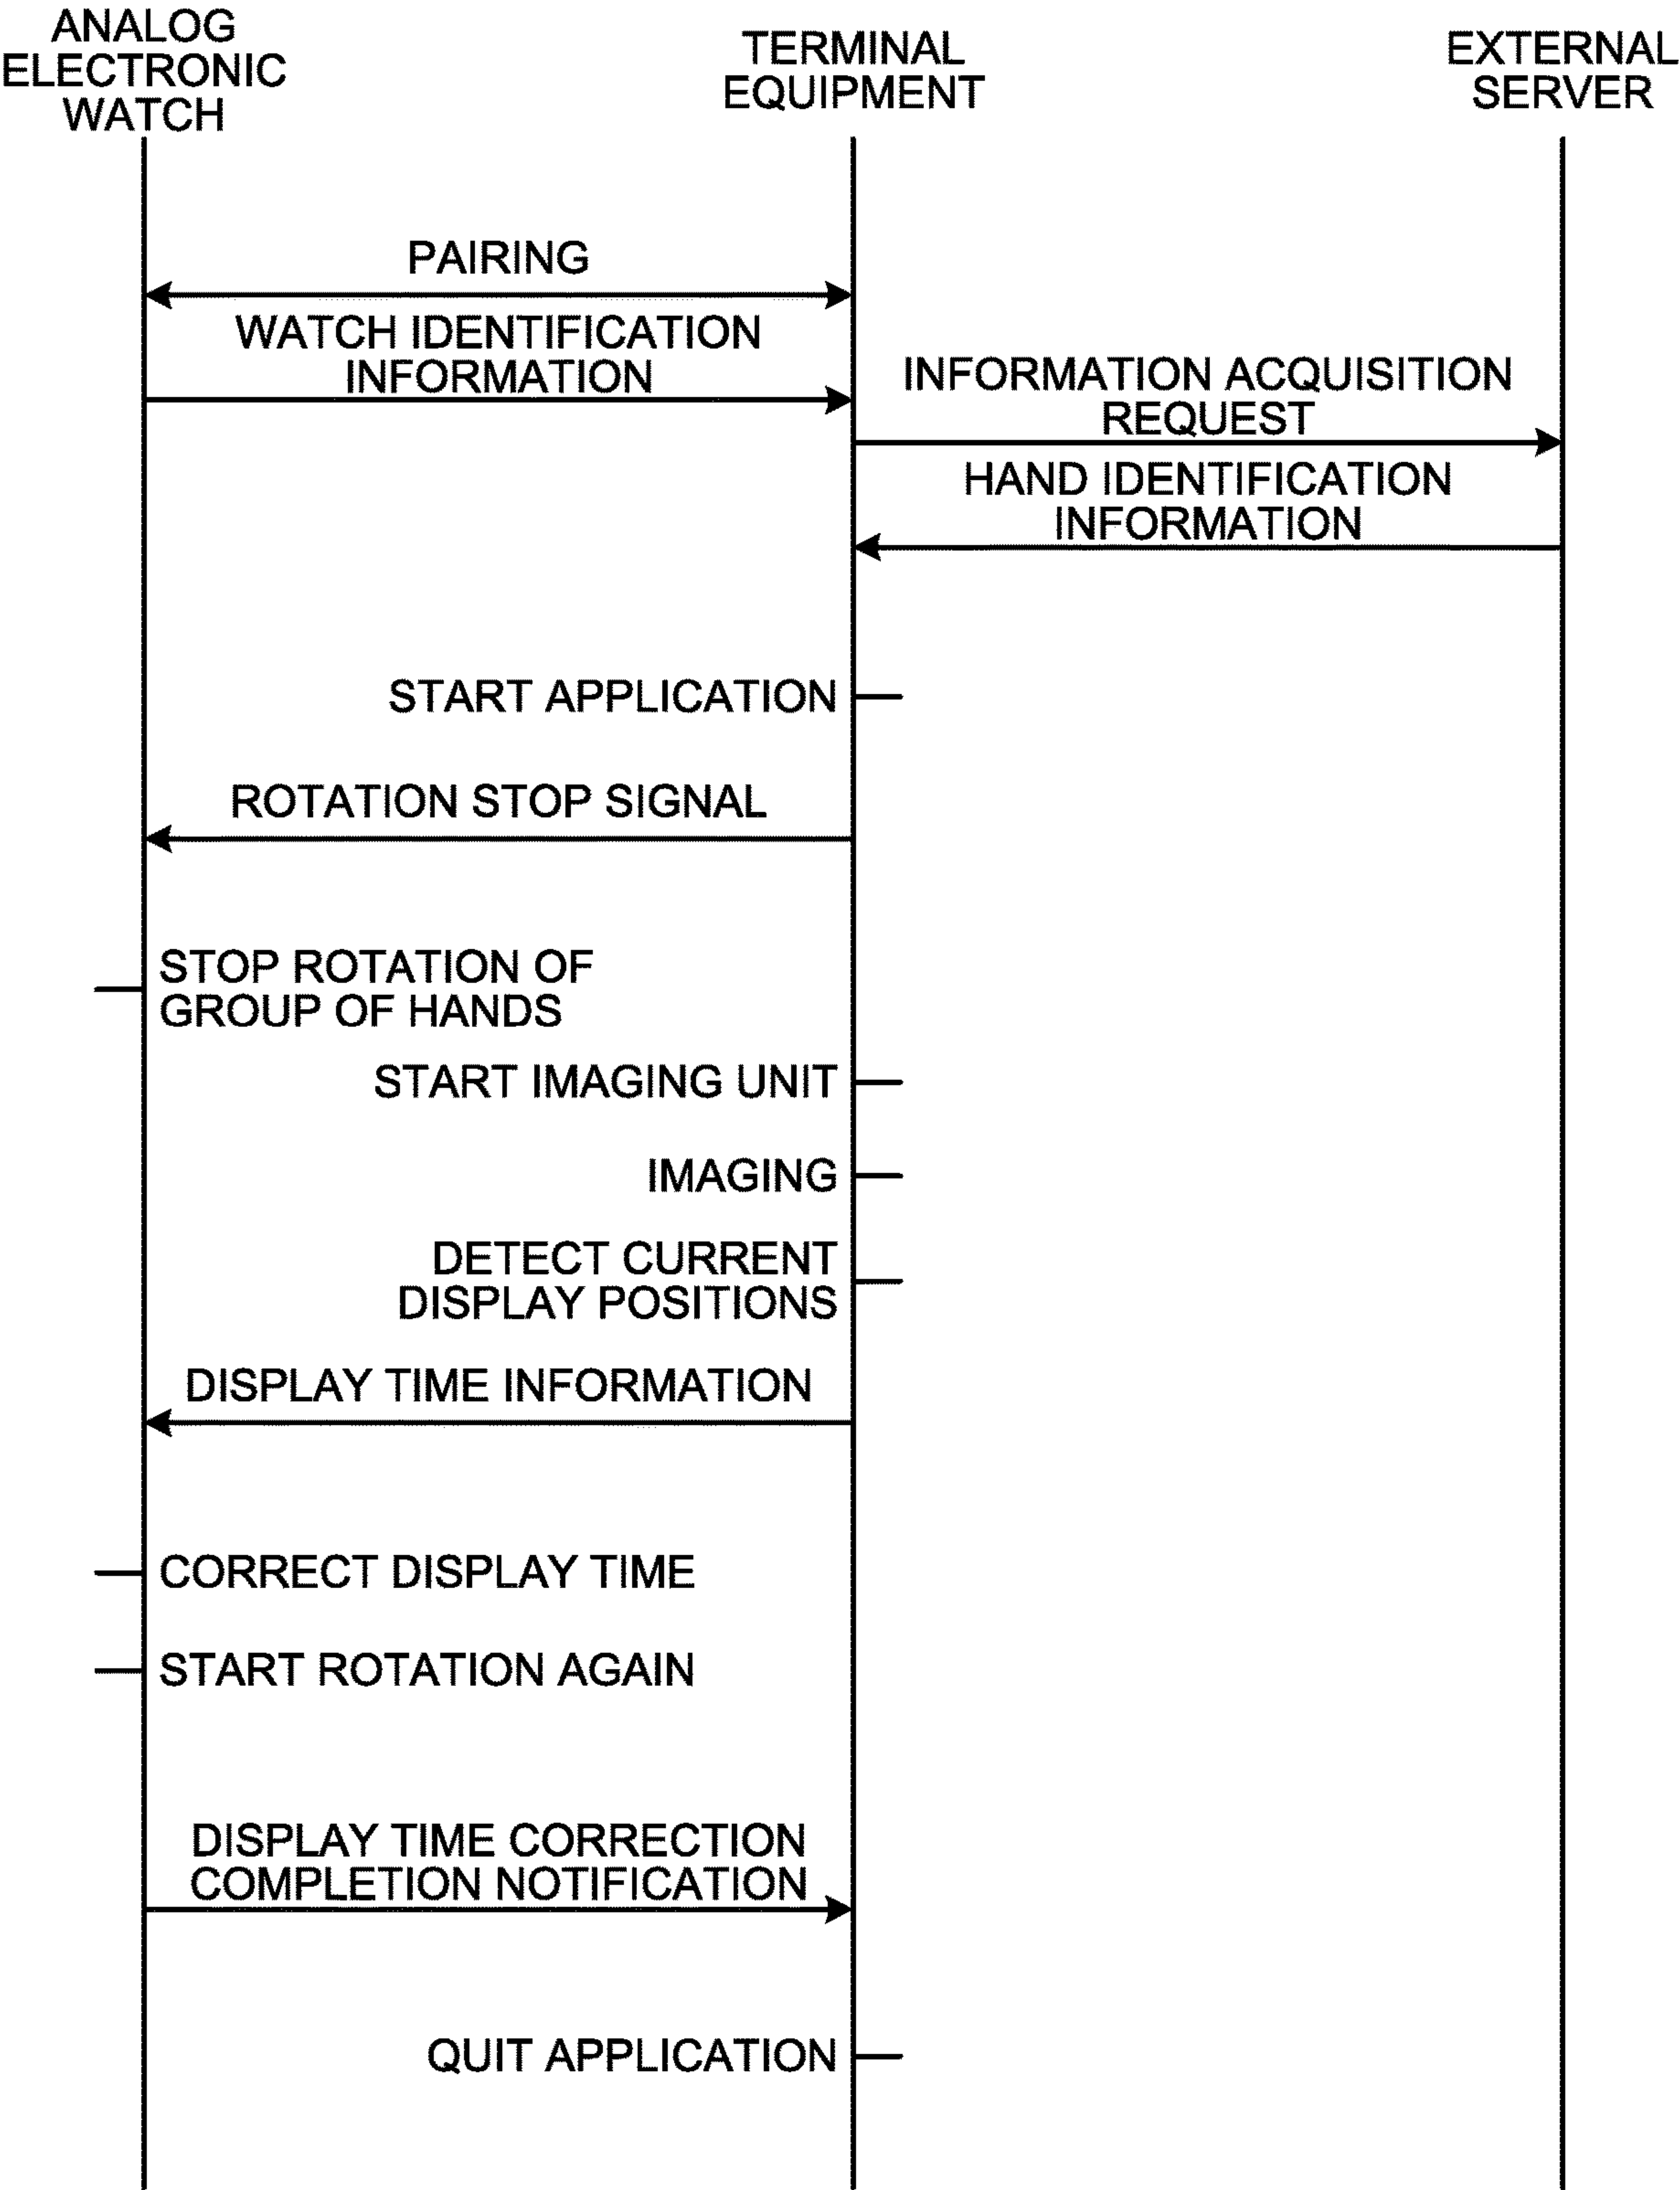 ANALOG
ELECTRONIC
WATCH
TERMINAL
EQUIPMENT
EXTERNAL
SERVER
PAIRING
WATCH IDENTIFICATION
INFORMATION
INFORMATION ACQUISITION
REQUEST
HAND IDENTIFICATION
INFORMATION
START APPLICATION
ROTATION STOP SIGNAL
STOP ROTATION OF
GROUP OF HANDS
START IMAGING UNIT
IMAGING
DETECT CURRENT
DISPLAY POSITIONS
DISPLAY TIME INFORMATION
CORRECT DISPLAY TIME
START ROTATION AGAIN
DISPLAY TIME CORRECTION
COMPLETION NOTIFICATION
QUIT APPLICATION